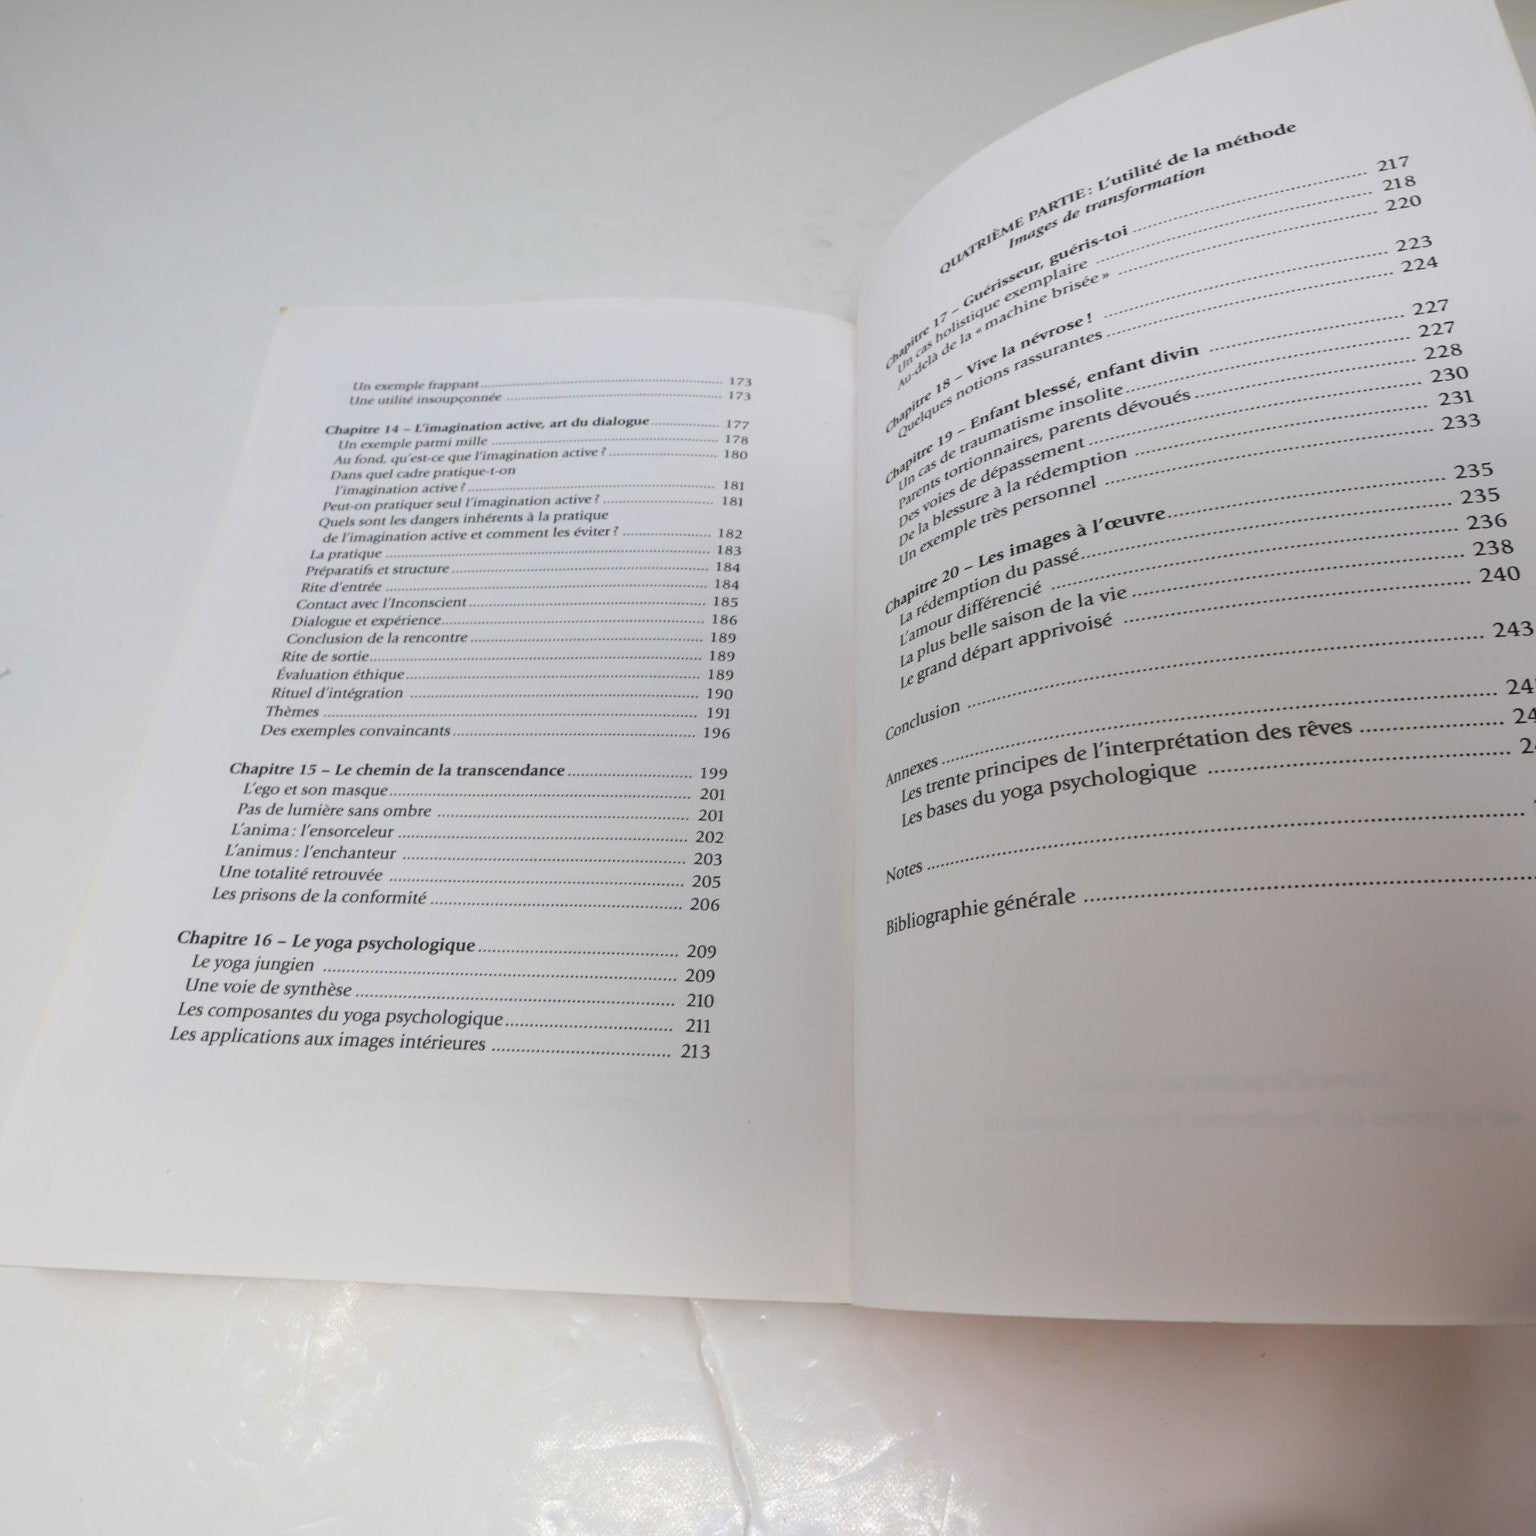 Un exemple frappant ........ 173
Une utilité insoupçonnée ........ 173
Chapitre 14 – L'imagination active, art du dialogue ........ 177
Un exemple parmi mille ........ 178
Au fond, qu'est-ce que l'imagination active ? ........ 180
Dans quel cadre pratique-t-on
l'imagination active ? ........ 181
Peut-on pratiquer seul l'imagination active ? ........ 181
Quels sont les dangers inhérents à la pratique
de l'imagination active et comment les éviter ? ........ 182
La pratique ........ 183
Préparatifs et structure ........ 184
Rite d'entrée ........ 184
Contact avec l'Inconscient ........ 185
Dialogue et expérience ........ 186
Conclusion de la rencontre ........ 189
Rite de sortie ........ 189
Évaluation éthique ........ 189
Rituel d'intégration ........ 190
Thèmes ........ 191
Des exemples convaincants ........ 196
Chapitre 15 – Le chemin de la transcendance ........ 199
L'ego et son masque ........ 201
Pas de lumière sans ombre ........ 201
L'anima : l'ensorceleur ........ 202
L'animus : l'enchanteur ........ 203
Une totalité retrouvée ........ 205
Les prisons de la conformité ........ 206
Chapitre 16 – Le yoga psychologique ........ 209
Le yoga jungien ........ 209
Une voie de synthèse ........ 210
Les composantes du yoga psychologique ........ 211
Les applications aux images intérieures ........ 213
QUATRIÈME PARTIE : L'utilité de la méthode
Images de transformation
Chapitre 17 – Guérisseur, guéris-toi ........ 217
Un cas holistique exemplaire ........ 218
Au-delà de la « machine brisée » ........ 220
Chapitre 18 – Vive la névrose ! ........ 223
Quelques notions rassurantes ........ 224
Chapitre 19 – Enfant blessé, enfant divin ........ 227
Un cas de traumatisme insolite ........ 227
Parents tortionnaires, parents dévoués ........ 228
Des voies de dépassement ........ 230
De la blessure à la rédemption ........ 231
Un exemple très personnel ........ 233
Chapitre 20 – Les images à l'œuvre ........ 235
La rédemption du passé ........ 235
L'amour différencié ........ 236
La plus belle saison de la vie ........ 238
Le grand départ apprivoisé ........ 240
Conclusion ........ 243
Annexes ........
Les trente principes de l'interprétation des rêves ........
Les bases du yoga psychologique ........
Notes ........
Bibliographie générale ........